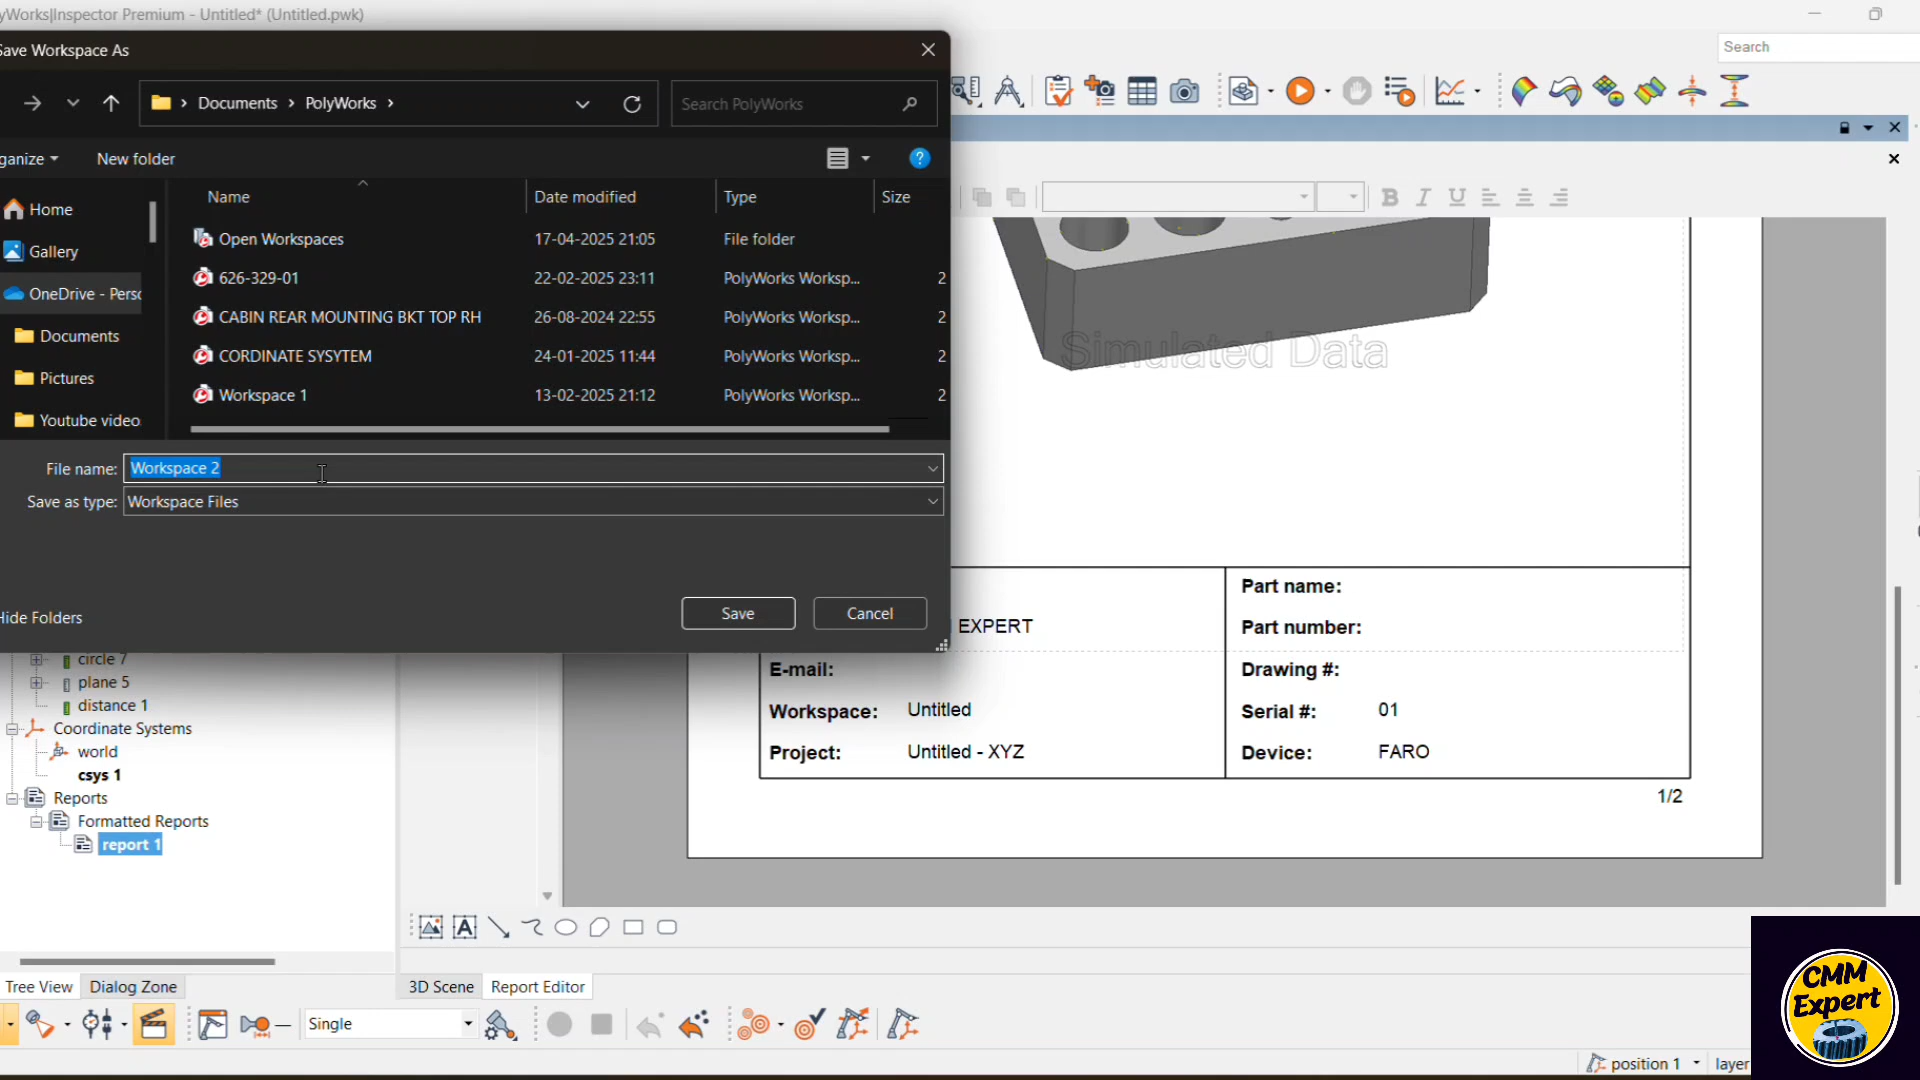 yWorks|Inspector Premium - Untitled* (Untitled.pwk)
Save Workspace As
Search
Documents > PolyWorks >
Search PolyWorks
ganize
New folder
Name
Date modified
Type
Size
Home
Gallery
OneDrive - Perso
Documents
Pictures
Youtube video
Open Workspaces 17-04-2025 21:05 File folder
626-329-01 22-02-2025 23:11 PolyWorks Worksp... 2
CABIN REAR MOUNTING BKT TOP RH 26-08-2024 22:55 PolyWorks Worksp... 2
CORDINATE SYSYTEM 24-01-2025 11:44 PolyWorks Worksp... 2
Workspace 1 13-02-2025 21:12 PolyWorks Worksp... 2
File name: Workspace 2
Save as type: Workspace Files
Hide Folders
Save
Cancel
B I U
Simulated Data
EXPERT
E-mail:
Workspace: Untitled
Project: Untitled - XYZ
Part name:
Part number:
Drawing #:
Serial #: 01
Device: FARO
1/2
circle 7
plane 5
distance 1
Coordinate Systems
world
csys 1
Reports
Formatted Reports
report 1
A
Tree View
Dialog Zone
3D Scene
Report Editor
Single
position 1
layer
CMM
Expert